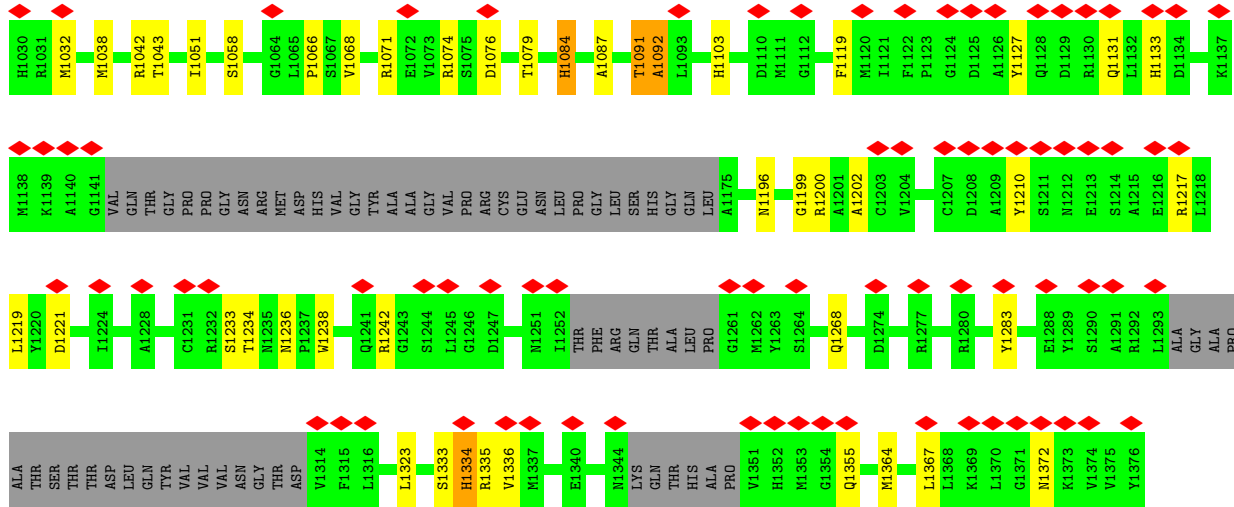 H1030 R1031 M1032 M1038 R1042 T1043 I1051 S1058 G1064 L1065 P1066 S1067 V1068 R1071 E1072 V1073 R1074 S1075 D1076 T1079 H1084 A1087 T1091 A1092 L1093 H1103 D1110 M1111 G1112 F1119 M1120 I1121 F1122 P1123 G1124 D1125 A1126 Y1127 Q1128 D1129 R1130 Q1131 L1132 H1133 D1134 K1137
M1138 K1139 A1140 G1141 VAL GLN THR GLY PRO PRO GLY ASN ARG MET ASP HIS VAL GLY TYR ALA ALA GLY VAL PRO ARG CYS GLU ASN LEU PRO GLY LEU SER HIS GLY GLN LEU A1175 N1196 G1199 R1200 A1201 A1202 C1203 V1204 C1207 D1208 A1209 Y1210 S1211 N1212 E1213 S1214 A1215 E1216 R1217 L1218
L1219 Y1220 D1221 I1224 A1228 C1231 R1232 S1233 T1234 N1235 N1236 P1237 W1238 Q1241 R1242 G1243 S1244 L1245 G1246 D1247 N1251 I1252 THR PHE ARG GLN THR ALA LEU PRO G1261 M1262 Y1263 S1264 Q1268 D1274 R1277 R1280 Y1283 E1288 Y1289 S1290 A1291 R1292 L1293 ALA GLY ALA PRO
ALA THR SER THR THR ASP LEU GLN TYR VAL VAL VAL ASN GLY THR ASP V1314 F1315 L1316 L1323 S1333 H1334 R1335 V1336 M1337 E1340 N1344 LYS GLN THR HIS ALA PRO V1351 H1352 M1353 G1354 Q1355 M1364 L1367 L1368 K1369 L1370 G1371 N1372 K1373 V1374 V1375 Y1376